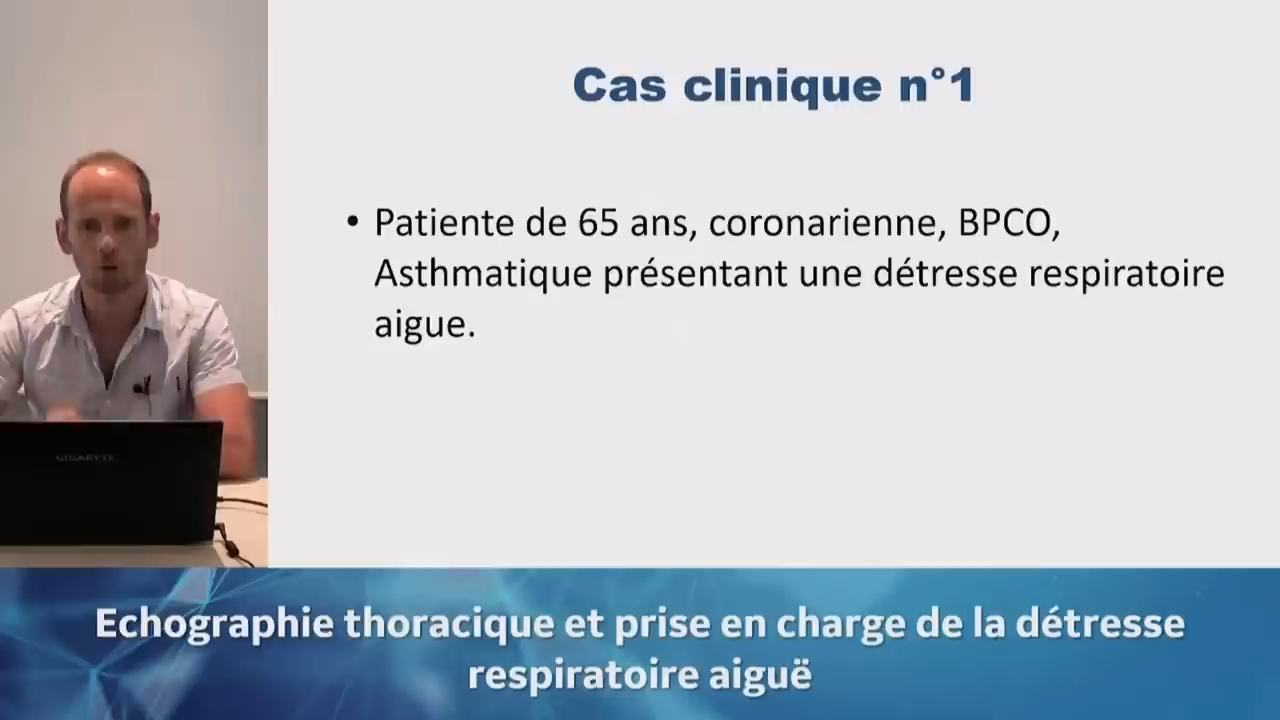 Cas clinique n°1
• Patiente de 65 ans, coronarienne, BPCO,
Asthmatique présentant une détresse respiratoire
aigue.
GIGABYTE
Echographie thoracique et prise en charge de la détresse
respiratoire aiguë